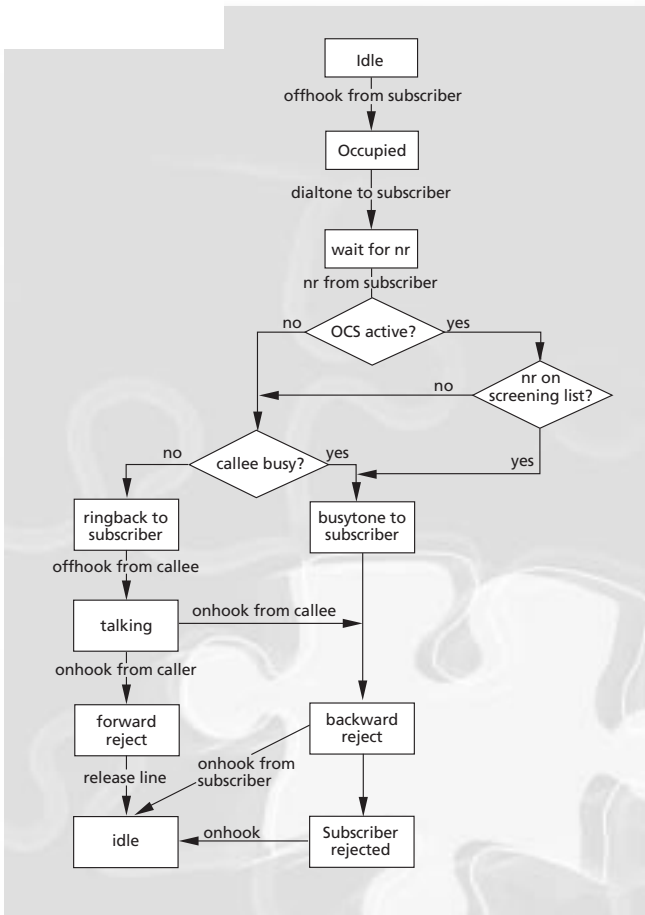 Idle
offhook from subscriber
Occupied
dialtone to subscriber
wait for nr
nr from subscriber
no
OCS active?
yes
nr on
screening list?
no
no
callee busy?
yes
yes
ringback to
subscriber
busytone to
subscriber
offhook from callee
talking
onhook from callee
onhook from caller
forward
reject
backward
reject
onhook from
subscriber
release line
idle
onhook
Subscriber
rejected